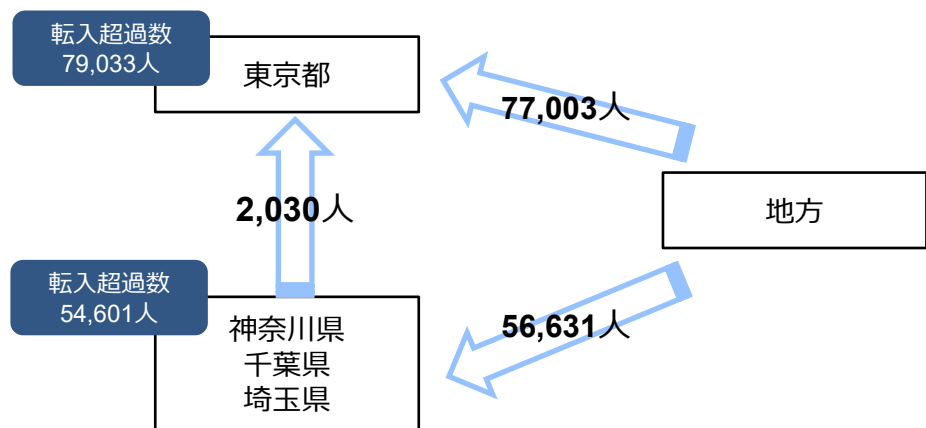 転入超過数
79,033人
東京都
77,003人
2,030人
地方
転入超過数
54,601人
神奈川県
千葉県
埼玉県
56,631人